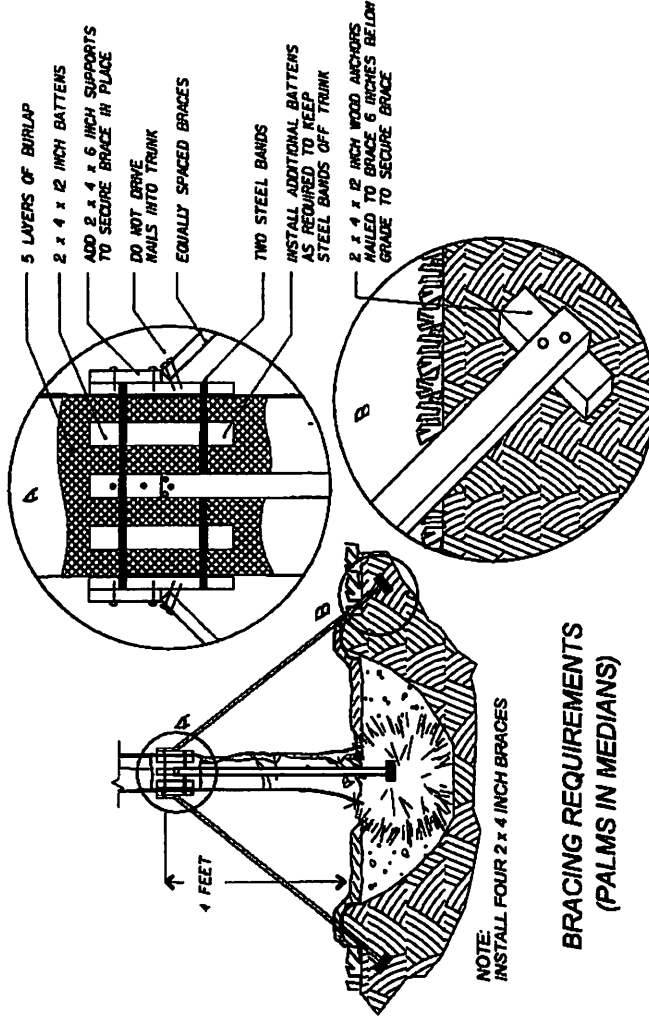 5 LAYERS OF BURLAP
2 x 4 x 12 INCH BATTENS
ADD 2 x 4 x 6 INCH SUPPORTS
TO SECURE BRACE IN PLACE
DO NOT DRIVE
NAILS INTO TRUNK
EQUALLY SPACED BRACES
TWO STEEL BANDS
INSTALL ADDITIONAL BATTENS
AS REQUIRED TO KEEP
STEEL BANDS OFF TRUNK
2 x 4 x 12 INCH WOOD ANCHORS
NAILED TO BRACE 6 INCHES BELOW
GRADE TO SECURE BRACE
A
B
A
B
4 FEET
NOTE:
INSTALL FOUR 2 x 4 INCH BRACES
BRACING REQUIREMENTS
(PALMS IN MEDIANS)